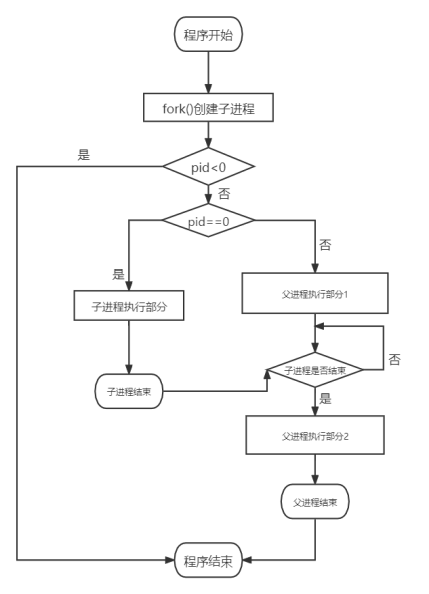 程序开始
fork()创建子进程
是
pid<0
否
pid==0
否
是
子进程执行部分
父进程执行部分1
否
子进程是否结束
子进程结束
是
父进程执行部分2
父进程结束
程序结束